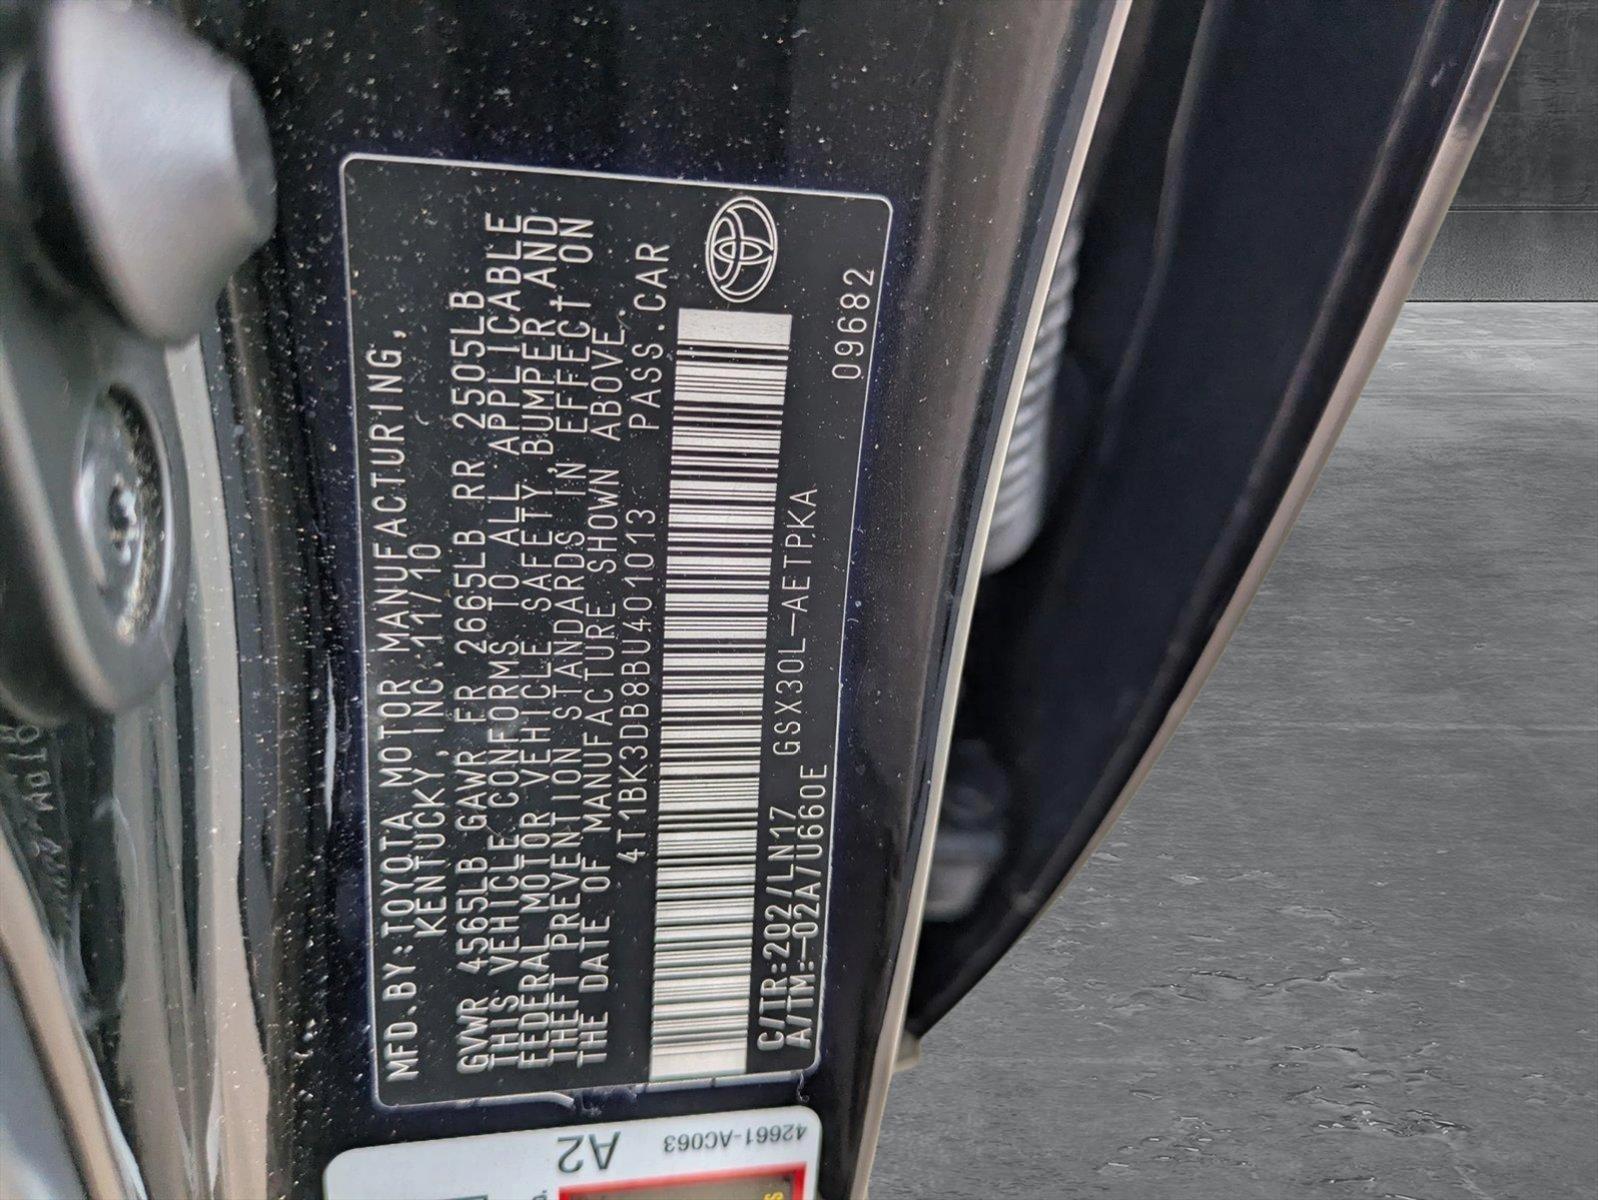 MFD.BY:TOYOTA MOTOR MANUFACTURING,
KENTUCKY,INC.11/10
GVWR 4565LB GAWR FR 2665LB RR 2505LB
THIS VEHICLE CONFORMS TO ALL APPLICABLE
FEDERAL MOTOR VEHICLE SAFETY,BUMPER,AND
THEFT PREVENTION STANDARDS IN EFFECT ON
THE DATE OF MANUFACTURE SHOWN ABOVE.
4T1BK3DB8BU401013 PASS.CAR
C/TR:202/LN17 GSX30L-AETPKA 09682
A/TM:-02A/U660E
42661-AC063
A2